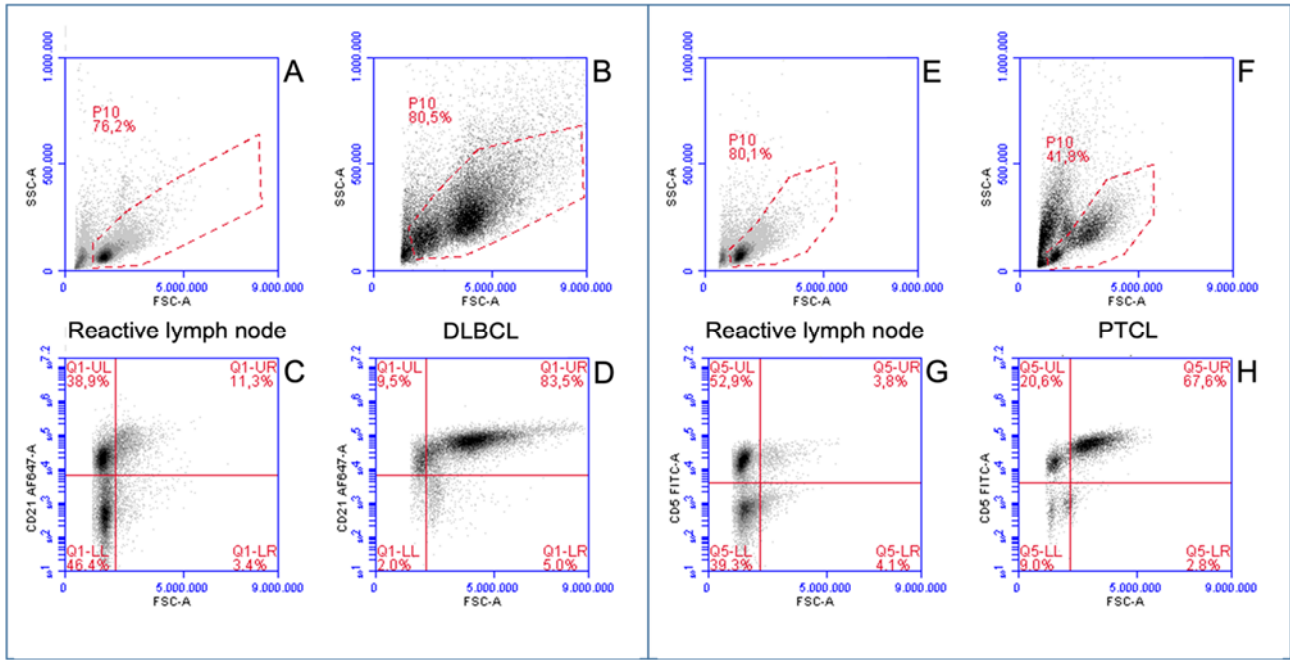 A
1.000.000
P10
76,2%
500.000
SSC-A
0
0
5.000.000
9.000.000
FSC-A
B
1.000.000
P10
80,5%
500.000
SSC-A
0
0
5.000.000
9.000.000
FSC-A
E
1.000.000
P10
80,1%
500.000
SSC-A
0
0
5.000.000
9.000.000
FSC-A
F
1.000.000
P10
41,9%
500.000
SSC-A
0
0
5.000.000
9.000.000
FSC-A
Reactive lymph node
DLBCL
Reactive lymph node
PTCL
C
Q1-UL
38,9%
Q1-UR
11,3%
Q1-LL
46,4%
Q1-LR
3,4%
CD21 AF647-A
0
5.000.000
9.000.000
FSC-A
D
Q1-UL
9,5%
Q1-UR
83,5%
Q1-LL
2,0%
Q1-LR
5,0%
CD21 AF647-A
0
5.000.000
9.000.000
FSC-A
G
Q5-UL
52,9%
Q5-UR
3,8%
Q5-LL
39,3%
Q5-LR
4,1%
CD5 FITC-A
0
5.000.000
9.000.000
FSC-A
H
Q5-UL
20,6%
Q5-UR
67,6%
Q5-LL
9,0%
Q5-LR
2,8%
CD5 FITC-A
0
5.000.000
9.000.000
FSC-A